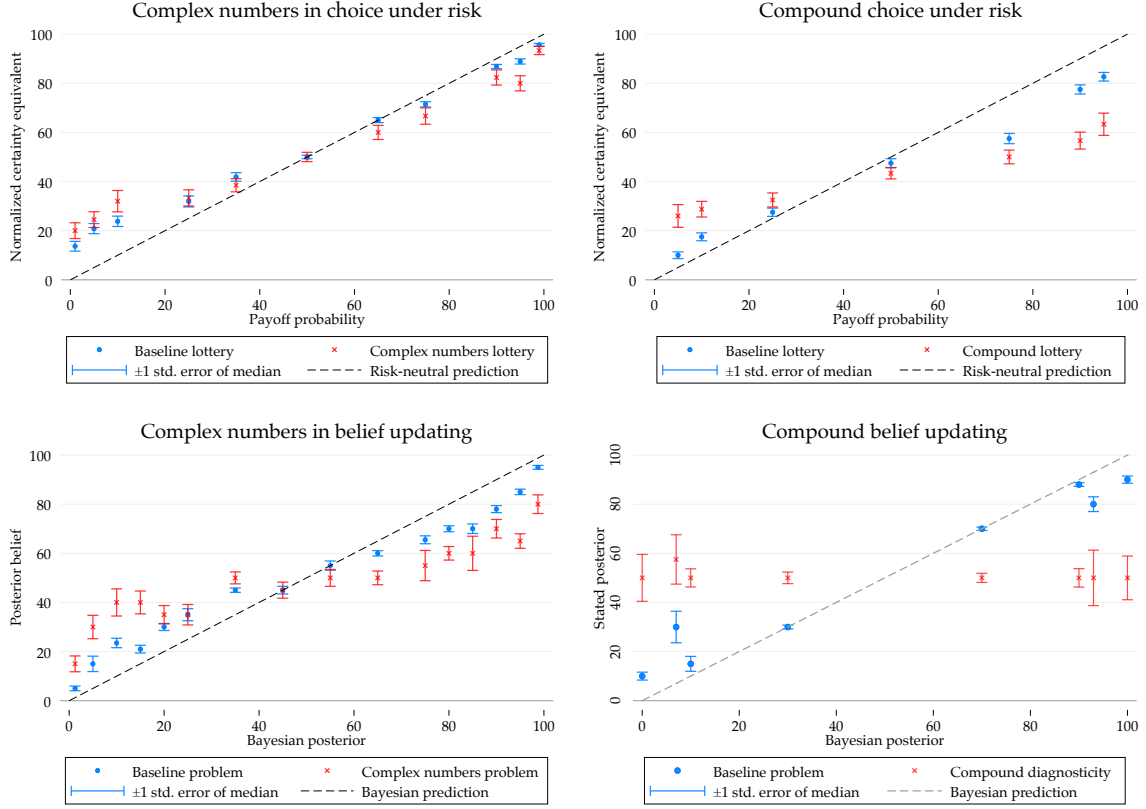 Complex numbers in choice under risk
Normalized certainty equivalent
100
80
60
40
20
0
0 20 40 60 80 100
Payoff probability
Baseline lottery Complex numbers lottery
±1 std. error of median Risk-neutral prediction
Compound choice under risk
Normalized certainty equivalent
100
80
60
40
20
0
0 20 40 60 80 100
Payoff probability
Baseline lottery Compound lottery
±1 std. error of median Risk-neutral prediction
Complex numbers in belief updating
Posterior belief
100
80
60
40
20
0
0 20 40 60 80 100
Bayesian posterior
Baseline problem Complex numbers problem
±1 std. error of median Bayesian prediction
Compound belief updating
Stated posterior
100
80
60
40
20
0
0 20 40 60 80 100
Bayesian posterior
Baseline problem Compound diagnosticity
±1 std. error of median Bayesian prediction